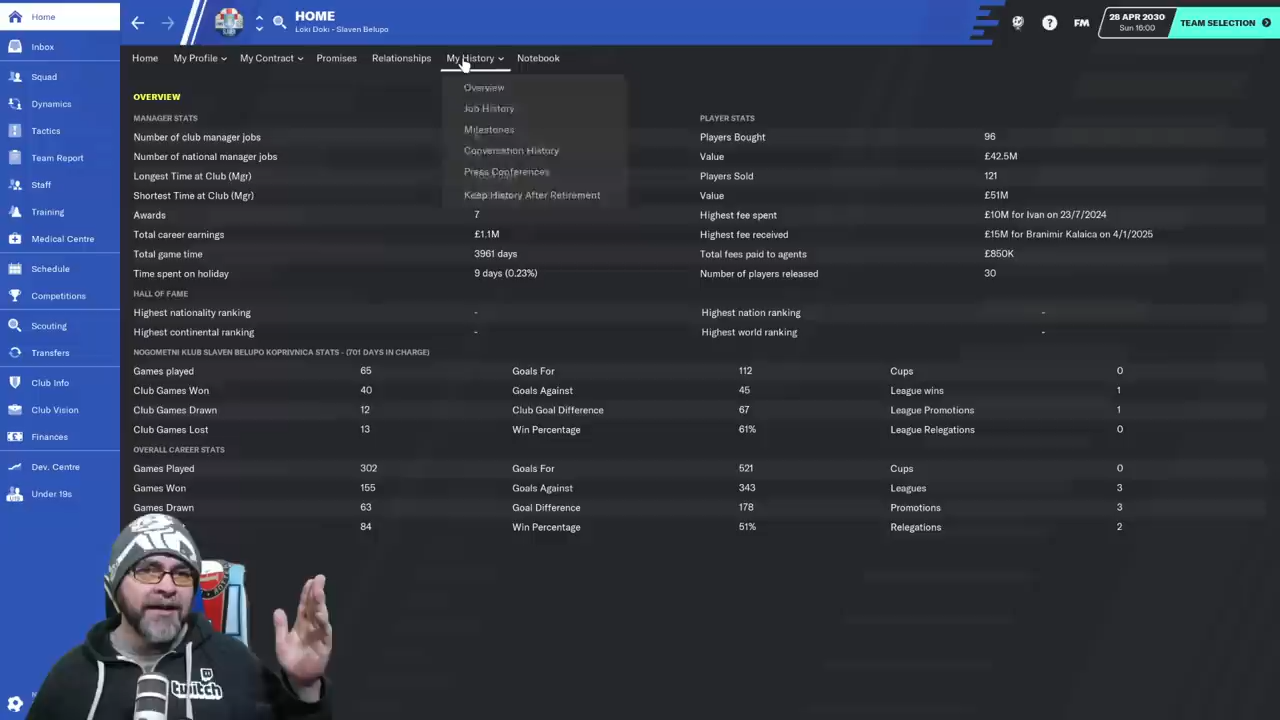 HOME
Loki Doki - Slaven Belupo
FM
28 APR 2030
Sun 16:00
TEAM SELECTION
Home
Inbox
Squad
Dynamics
Tactics
Team Report
Staff
Training
Medical Centre
Schedule
Competitions
Scouting
Transfers
Club Info
Club Vision
Finances
Dev. Centre
Under 19s
Home My Profile My Contract Promises Relationships My History Notebook
Overview
Job History
Milestones
Conversation History
Press Conferences
Keep History After Retirement
OVERVIEW
MANAGER STATS
Number of club manager jobs
Number of national manager jobs
Longest Time at Club (Mgr)
Shortest Time at Club (Mgr)
Awards 7
Total career earnings £1.1M
Total game time 3961 days
Time spent on holiday 9 days (0.23%)
PLAYER STATS
Players Bought 96
Value £42.5M
Players Sold 121
Value £51M
Highest fee spent £10M for Ivan on 23/7/2024
Highest fee received £15M for Branimir Kalaica on 4/1/2025
Total fees paid to agents £850K
Number of players released 30
HALL OF FAME
Highest nationality ranking - Highest nation ranking -
Highest continental ranking - Highest world ranking -
NOGOMETNI KLUB SLAVEN BELUPO KOPRIVNICA STATS - (701 DAYS IN CHARGE)
Games played 65 Goals For 112 Cups 0
Club Games Won 40 Goals Against 45 League wins 1
Club Games Drawn 12 Club Goal Difference 67 League Promotions 1
Club Games Lost 13 Win Percentage 61% League Relegations 0
OVERALL CAREER STATS
Games Played 302 Goals For 521 Cups 0
Games Won 155 Goals Against 343 Leagues 3
Games Drawn 63 Goal Difference 178 Promotions 3
84 Win Percentage 51% Relegations 2
twitch